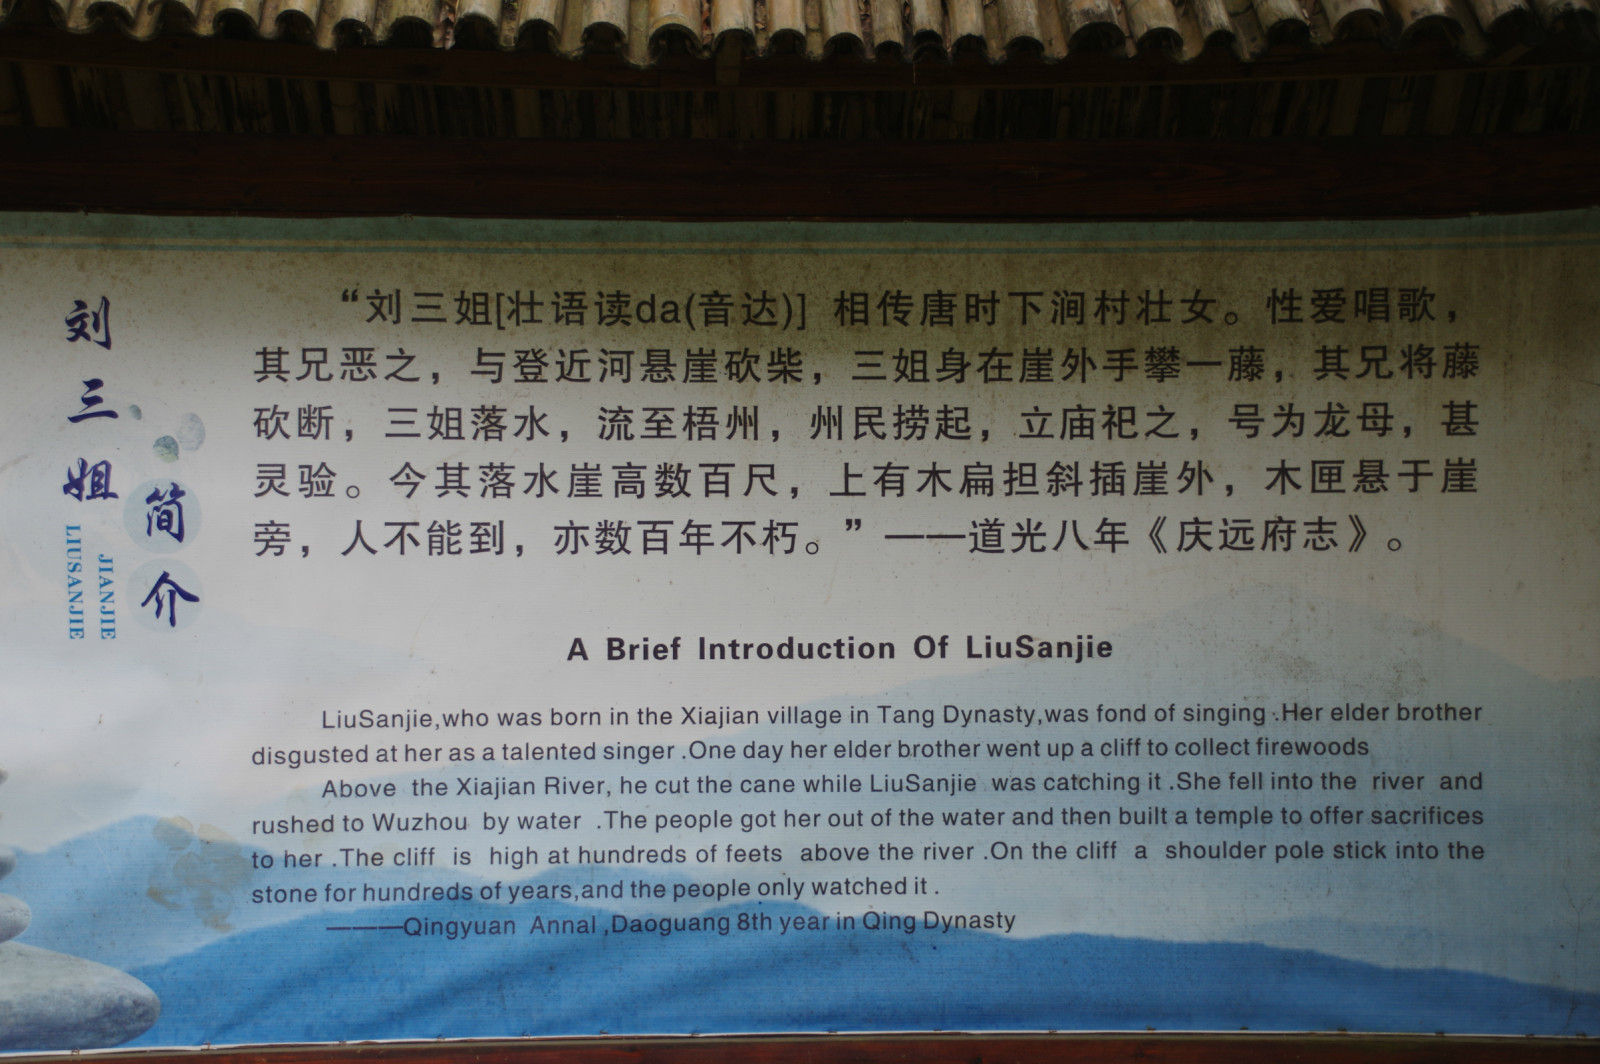 刘三姐
简介
LIUSANJIE
JIANJIE
“刘三姐[壮语读da(音达)] 相传唐时下涧村壮女。性爱唱歌，
其兄恶之，与登近河悬崖砍柴，三姐身在崖外手攀一藤，其兄将藤
砍断，三姐落水，流至梧州，州民捞起，立庙祀之，号为龙母，甚
灵验。今其落水崖高数百尺，上有木扁担斜插崖外，木匣悬于崖
旁，人不能到，亦数百年不朽。”——道光八年《庆远府志》。
A Brief Introduction Of LiuSanjie
LiuSanjie,who was born in the Xiajian village in Tang Dynasty,was fond of singing .Her elder brother
disgusted at her as a talented singer .One day her elder brother went up a cliff to collect firewoods
Above the Xiajian River, he cut the cane while LiuSanjie was catching it .She fell into the river and
rushed to Wuzhou by water .The people got her out of the water and then built a temple to offer sacrifices
to her .The cliff is high at hundreds of feets above the river .On the cliff a shoulder pole stick into the
stone for hundreds of years,and the people only watched it .
———Qingyuan Annal ,Daoguang 8th year in Qing Dynasty